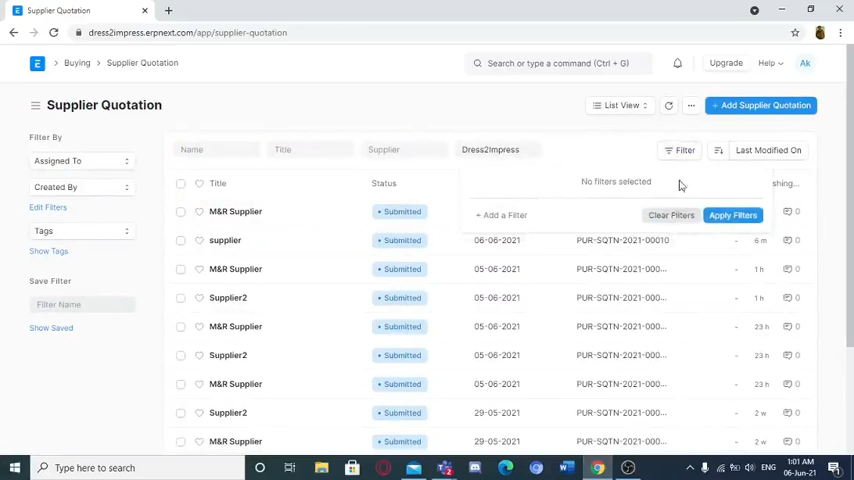 Supplier Quotation
dress2impress.erpnext.com/app/supplier-quotation
E
Buying
Supplier Quotation
Search or type a command (Ctrl + G)
Upgrade
Help
Ak
Supplier Quotation
List View
+ Add Supplier Quotation
Filter By
Assigned To
Created By
Edit Filters
Tags
Show Tags
Save Filter
Filter Name
Show Saved
Name
Title
Supplier
Dress2Impress
Filter
Last Modified On
No filters selected
+ Add a Filter
Clear Filters
Apply Filters
Title
Status
shing...
M&R Supplier
Submitted
0
supplier
Submitted
06-06-2021
PUR-SQTN-2021-00010
-
6 m
0
M&R Supplier
Submitted
05-06-2021
PUR-SQTN-2021-000...
-
1 h
0
Supplier2
Submitted
05-06-2021
PUR-SQTN-2021-000...
-
1 h
0
M&R Supplier
Submitted
05-06-2021
PUR-SQTN-2021-000...
-
23 h
0
Supplier2
Submitted
05-06-2021
PUR-SQTN-2021-000...
-
23 h
0
M&R Supplier
Submitted
05-06-2021
PUR-SQTN-2021-000...
-
23 h
0
Supplier2
Submitted
29-05-2021
PUR-SQTN-2021-000...
-
2 w
0
M&R Supplier
Submitted
29-05-2021
PUR-SQTN-2021-000...
-
2 w
0
Type here to search
ENG
1:01 AM
06-Jun-21